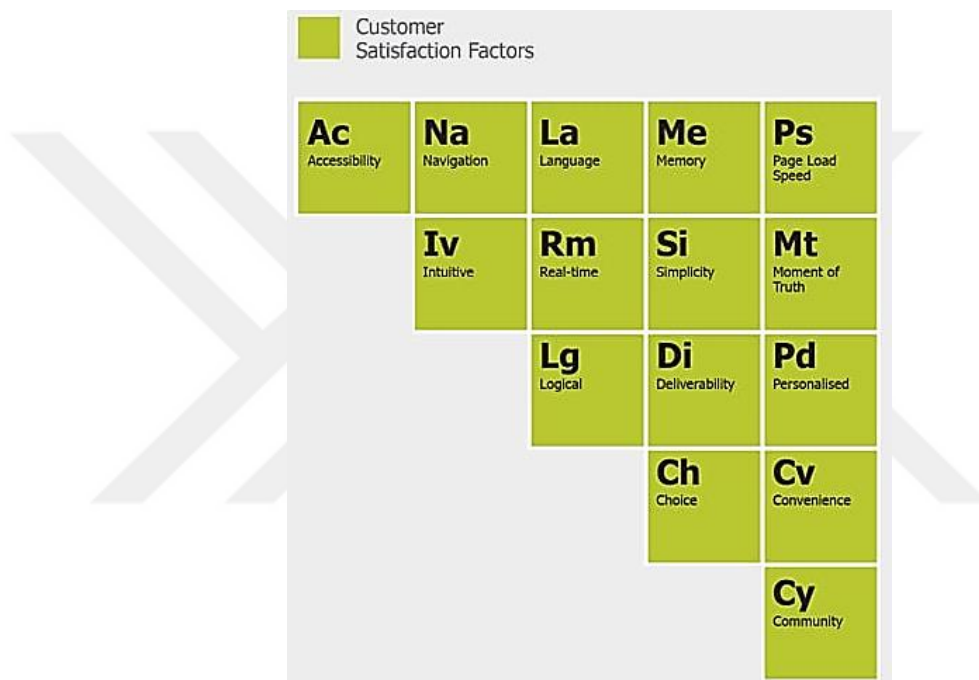 Customer
Satisfaction Factors
Ac
Accessibility
Na
Navigation
La
Language
Me
Memory
Ps
Page Load
Speed
Iv
Intuitive
Rm
Real-time
Si
Simplicity
Mt
Moment of
Truth
Lg
Logical
Di
Deliverability
Pd
Personalised
Ch
Choice
Cv
Convenience
Cy
Community